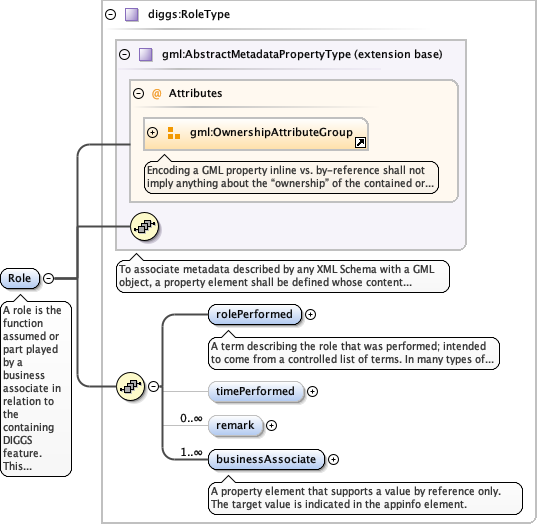 diggs:RoleType
gml:AbstractMetadataPropertyType (extension base)
@ Attributes
gml:OwnershipAttributeGroup
Encoding a GML property inline vs. by-reference shall not
imply anything about the “ownership” of the contained or...
To associate metadata described by any XML Schema with a GML
object, a property element shall be defined whose content...
Role
A role is the
function
assumed or
part played
by a
business
associate in
relation to
the
containing
DIGGS
feature.
This...
rolePerformed
A term describing the role that was performed; intended
to come from a controlled list of terms. In many types of...
timePerformed
0..∞
remark
1..∞
businessAssociate
A property element that supports a value by reference only.
The target value is indicated in the appinfo element.